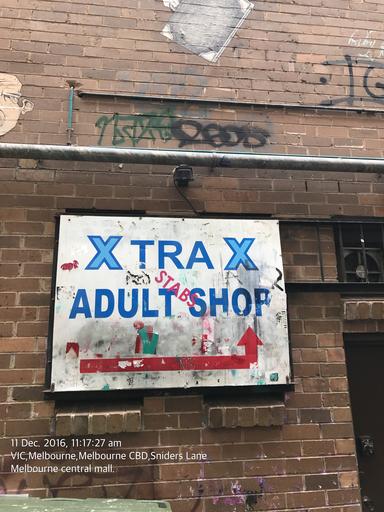 X TRA X
STABS
ADULT SHOP
11 Dec. 2016, 11:17:27 am
VIC,Melbourne,Melbourne CBD,Sniders Lane
Melbourne central mall.